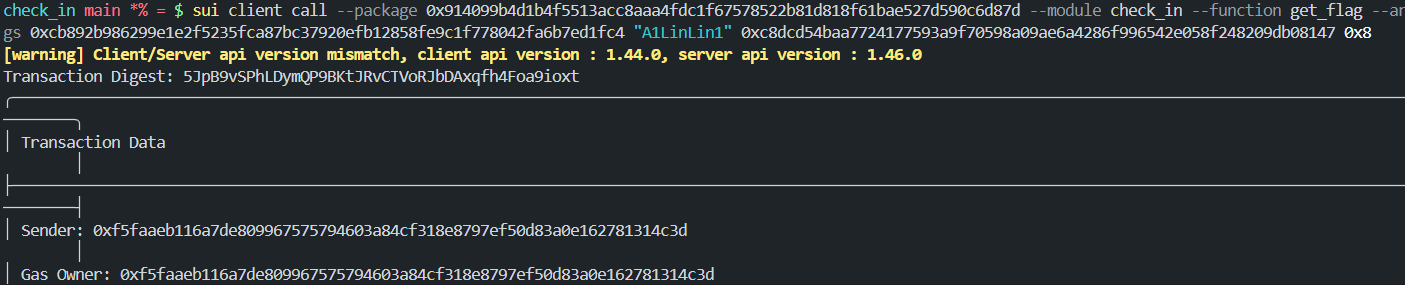 check_in main *% = $ sui client call --package 0x914099b4d1b4f5513acc8aaa4fdc1f67578522b81d818f61bae527d590c6d87d --module check_in --function get_flag --ar
gs 0xcb892b986299e1e2f5235fca87bc37920efb12858fe9c1f778042fa6b7ed1fc4 "A1LinLin1" 0xc8dcd54baa7724177593a9f70598a09ae6a4286f996542e058f248209db08147 0x8
[warning] Client/Server api version mismatch, client api version : 1.44.0, server api version : 1.46.0
Transaction Digest: 5JpB9vSPhLDymQP9BKtJRvCTVoRJbDAxqfh4Foa9ioxt
Transaction Data
Sender: 0xf5faaeb116a7de809967575794603a84cf318e8797ef50d83a0e162781314c3d
Gas Owner: 0xf5faaeb116a7de809967575794603a84cf318e8797ef50d83a0e162781314c3d